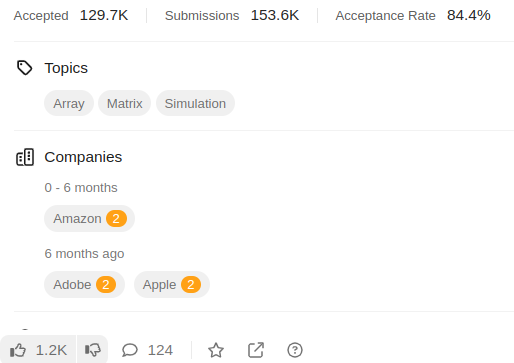 Accepted 129.7K Submissions 153.6K Acceptance Rate 84.4%
Topics
Array Matrix Simulation
Companies
0 - 6 months
Amazon 2
6 months ago
Adobe 2 Apple 2
1.2K 124